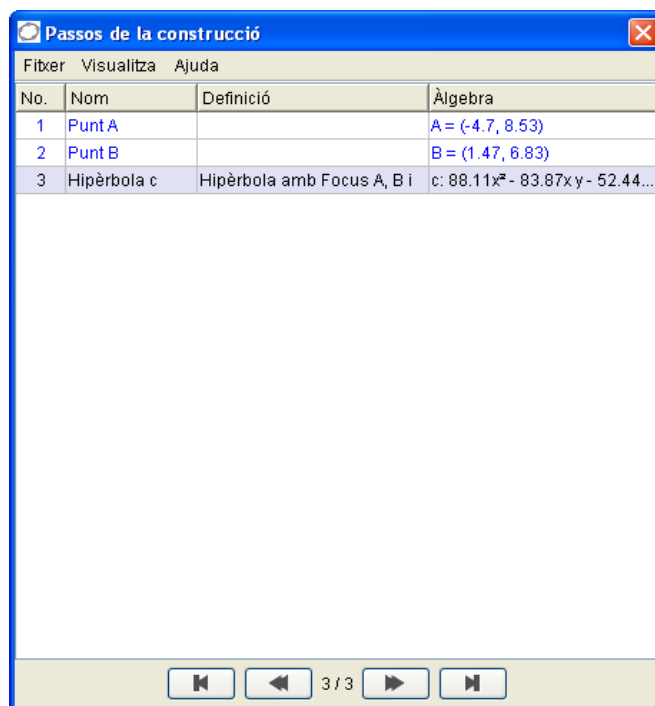 Passos de la construcció
Fitxer Visualitza Ajuda
No. Nom Definició Àlgebra
1 Punt A A = (-4.7, 8.53)
2 Punt B B = (1.47, 6.83)
3 Hipèrbola c Hipèrbola amb Focus A, B i c: 88.11x² - 83.87x y - 52.44...
3 / 3